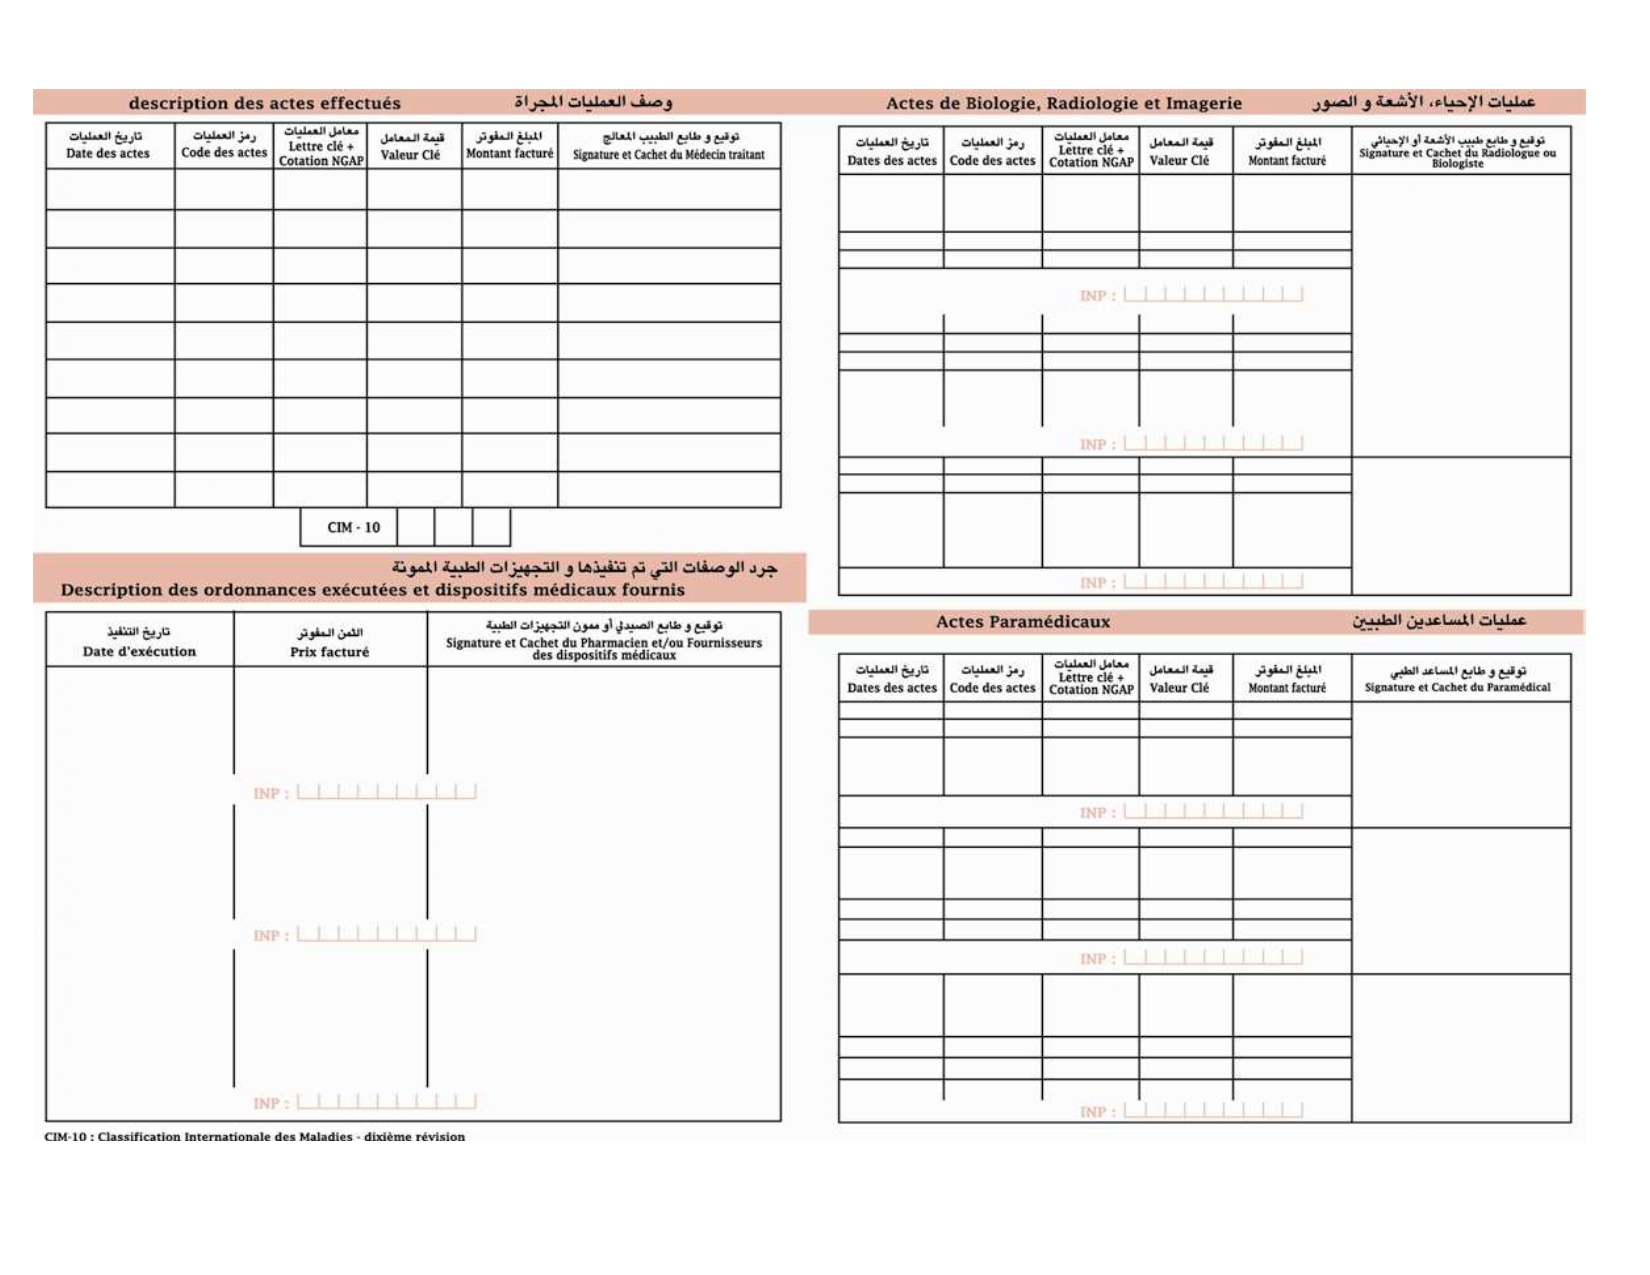 description des actes effectués وصف العمليات المجراة
تاريخ العمليات رمز العمليات معامل العمليات قيمة المعامل المبلغ المفوتر توقيع و طابع الطبيب المعالج
Date des actes Code des actes Lettre clé + Cotation NGAP Valeur Clé Montant facturé Signature et Cachet du Médecin traitant
CIM - 10
جرد الوصفات التي تم تنفيذها و التجهيزات الطبية الممونة
Description des ordonnances exécutées et dispositifs médicaux fournis
تاريخ التنفيذ الثمن المفوتر توقيع و طابع الصيدلي أو ممون التجهيزات الطبية
Date d'exécution Prix facturé Signature et Cachet du Pharmacien et/ou Fournisseurs
des dispositifs médicaux
INP :
INP :
INP :
CIM-10 : Classification Internationale des Maladies - dixième révision
Actes de Biologie, Radiologie et Imagerie عمليات الإحياء، الأشعة و الصور
تاريخ العمليات رمز العمليات معامل العمليات قيمة المعامل المبلغ المفوتر توقيع و طابع طبيب الأشعة أو الإحيائي
Dates des actes Code des actes Lettre clé + Cotation NGAP Valeur Clé Montant facturé Signature et Cachet du Radiologue ou
Biologiste
INP :
INP :
INP :
Actes Paramédicaux عمليات المساعدين الطبيين
تاريخ العمليات رمز العمليات معامل العمليات قيمة المعامل المبلغ المفوتر توقيع و طابع المساعد الطبي
Dates des actes Code des actes Lettre clé + Cotation NGAP Valeur Clé Montant facturé Signature et Cachet du Paramédical
INP :
INP :
INP :